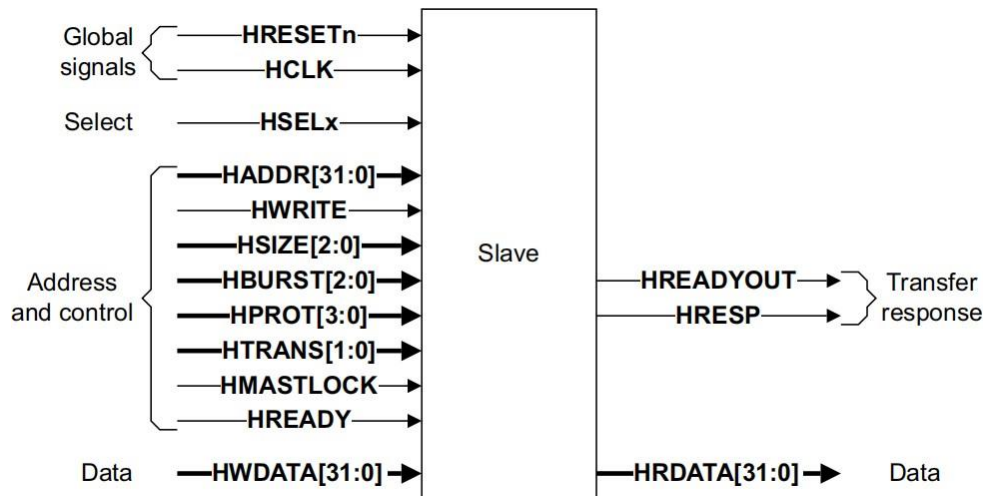 Global signals
HRESETn
HCLK
Select
HSELx
Address and control
HADDR[31:0]
HWRITE
HSIZE[2:0]
HBURST[2:0]
HPROT[3:0]
HTRANS[1:0]
HMASTLOCK
HREADY
Data
HWDATA[31:0]
Slave
HREADYOUT
HRESP
Transfer response
HRDATA[31:0]
Data